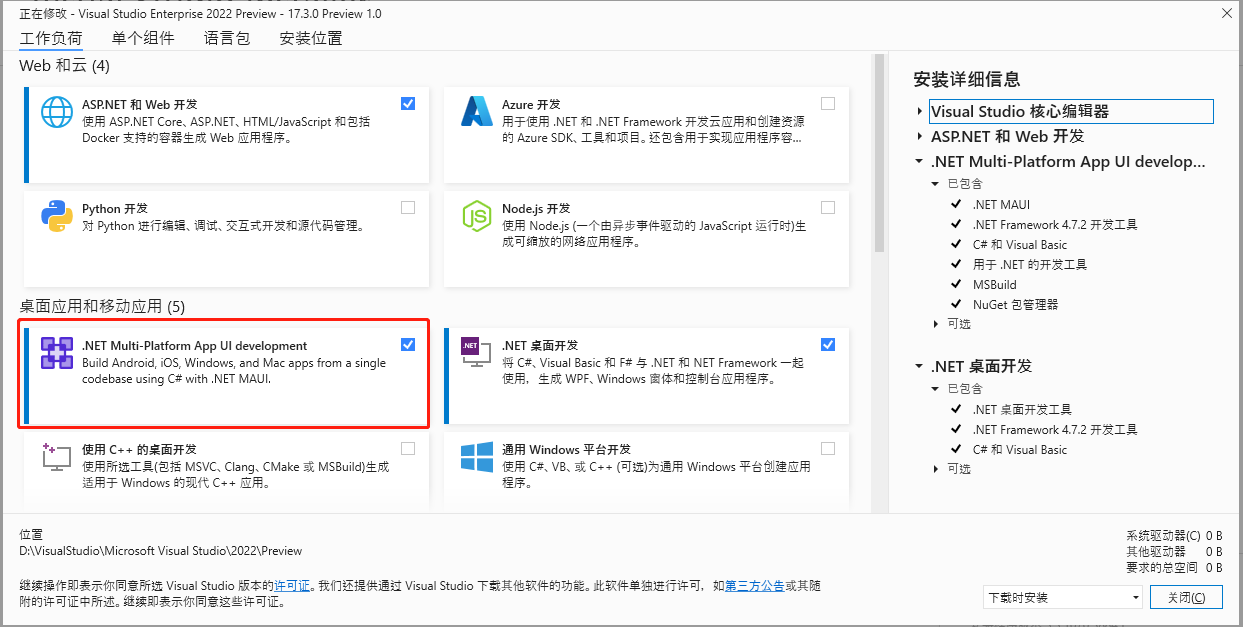 正在修改 - Visual Studio Enterprise 2022 Preview - 17.3.0 Preview 1.0
工作负荷 单个组件 语言包 安装位置
Web 和云 (4)
ASP.NET 和 Web 开发
使用 ASP.NET Core、ASP.NET、HTML/JavaScript 和包括
Docker 支持的容器生成 Web 应用程序。
Azure 开发
用于使用 .NET 和 .NET Framework 开发云应用和创建资源
的 Azure SDK、工具和项目。还包含用于实现应用程序容...
Python 开发
对 Python 进行编辑、调试、交互式开发和源代码管理。
JS
Node.js 开发
使用 Node.js (一个由异步事件驱动的 JavaScript 运行时)生
成可缩放的网络应用程序。
桌面应用和移动应用 (5)
.NET Multi-Platform App UI development
Build Android, iOS, Windows, and Mac apps from a single
codebase using C# with .NET MAUI.
.NET
.NET 桌面开发
将 C#、Visual Basic 和 F# 与 .NET 和 .NET Framework 一起
使用，生成 WPF、Windows 窗体和控制台应用程序。
使用 C++ 的桌面开发
使用所选工具(包括 MSVC、Clang、CMake 或 MSBuild)生成
适用于 Windows 的现代 C++ 应用。
通用 Windows 平台开发
使用 C#、VB、或 C++ (可选)为通用 Windows 平台创建应用
程序。
安装详细信息
Visual Studio 核心编辑器
ASP.NET 和 Web 开发
.NET Multi-Platform App UI develop...
已包含
.NET MAUI
.NET Framework 4.7.2 开发工具
C# 和 Visual Basic
用于 .NET 的开发工具
MSBuild
NuGet 包管理器
可选
.NET 桌面开发
已包含
.NET 桌面开发工具
.NET Framework 4.7.2 开发工具
C# 和 Visual Basic
可选
位置
D:\VisualStudio\Microsoft Visual Studio\2022\Preview
继续操作即表示你同意所选 Visual Studio 版本的许可证。我们还提供通过 Visual Studio 下载其他软件的功能。此软件单独进行许可，如第三方公告或其随
附的许可证中所述。继续即表示你同意这些许可证。
系统驱动器(C) 0 B
其他驱动器 0 B
要求的总空间 0 B
下载时安装
关闭(C)